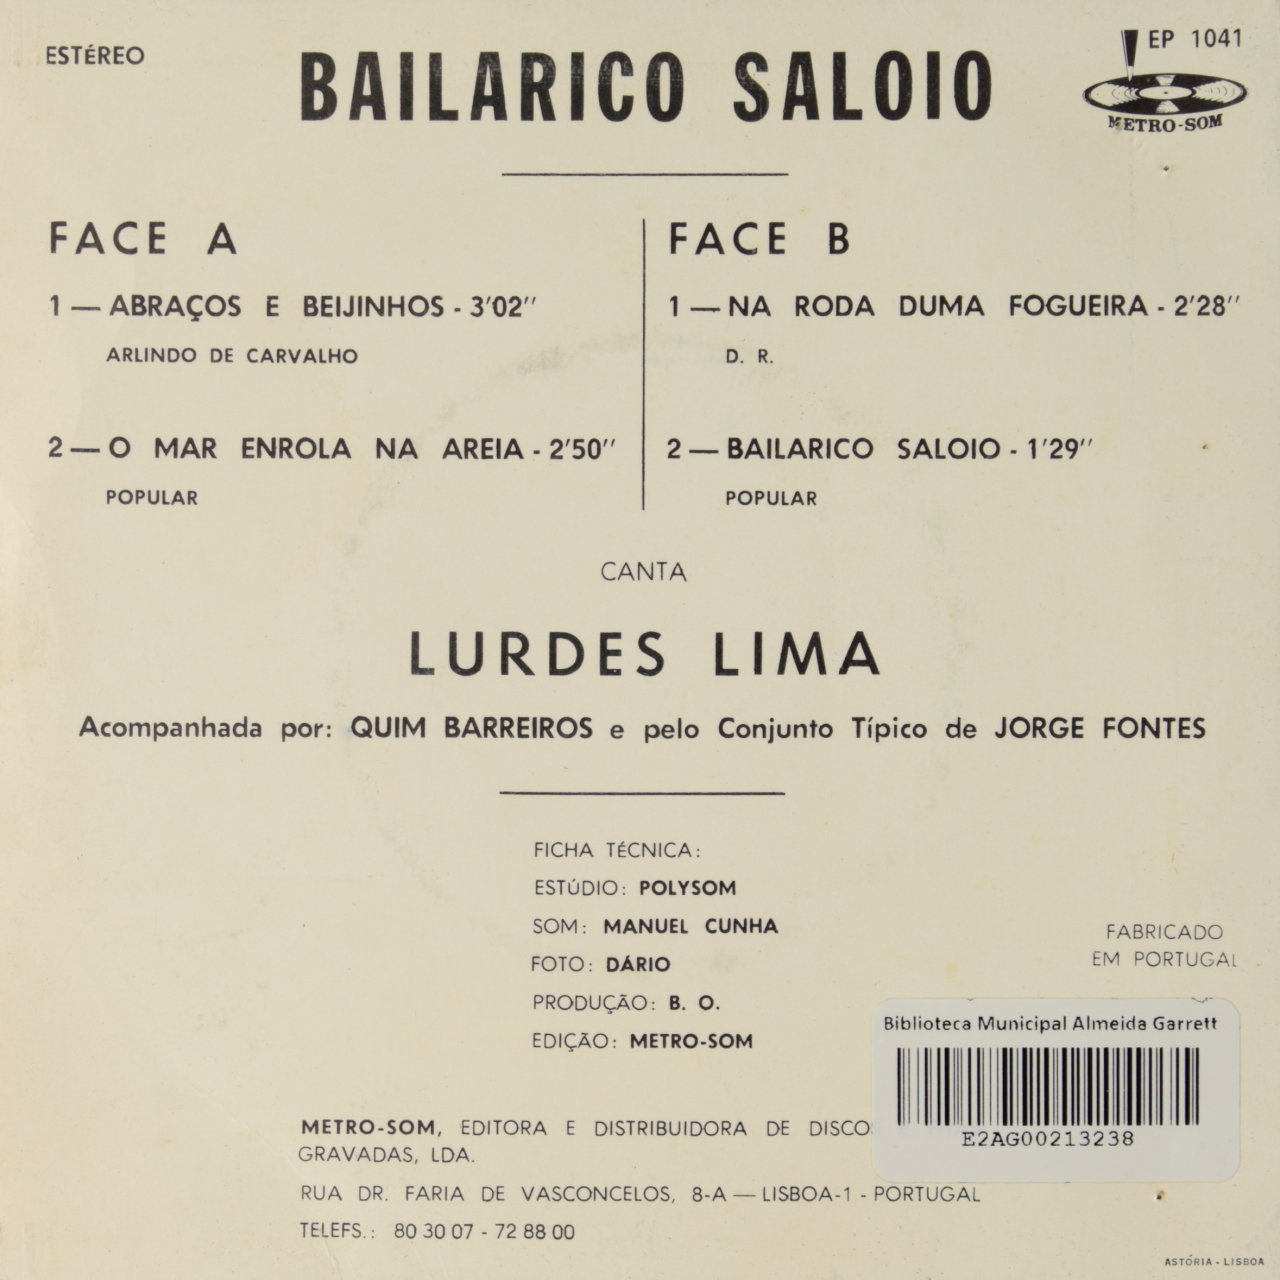 ESTÉREO
BAILARICO SALOIO
EP 1041
METRO-SOM
FACE A
1 — ABRAÇOS E BEIJINHOS - 3'02''
ARLINDO DE CARVALHO
2 — O MAR ENROLA NA AREIA - 2'50''
POPULAR
FACE B
1 — NA RODA DUMA FOGUEIRA - 2'28''
D. R.
2 — BAILARICO SALOIO - 1'29''
POPULAR
CANTA
LURDES LIMA
Acompanhada por: QUIM BARREIROS e pelo Conjunto Típico de JORGE FONTES
FICHA TÉCNICA:
ESTÚDIO: POLYSOM
SOM: MANUEL CUNHA
FOTO: DÁRIO
PRODUÇÃO: B. O.
EDIÇÃO: METRO-SOM
FABRICADO
EM PORTUGAL
Biblioteca Municipal Almeida Garrett
E2AG00213238
METRO-SOM, EDITORA E DISTRIBUIDORA DE DISCO
GRAVADAS, LDA.
RUA DR. FARIA DE VASCONCELOS, 8-A — LISBOA-1 - PORTUGAL
TELEFS.: 80 30 07 - 72 88 00
ASTÓRIA - LISBOA